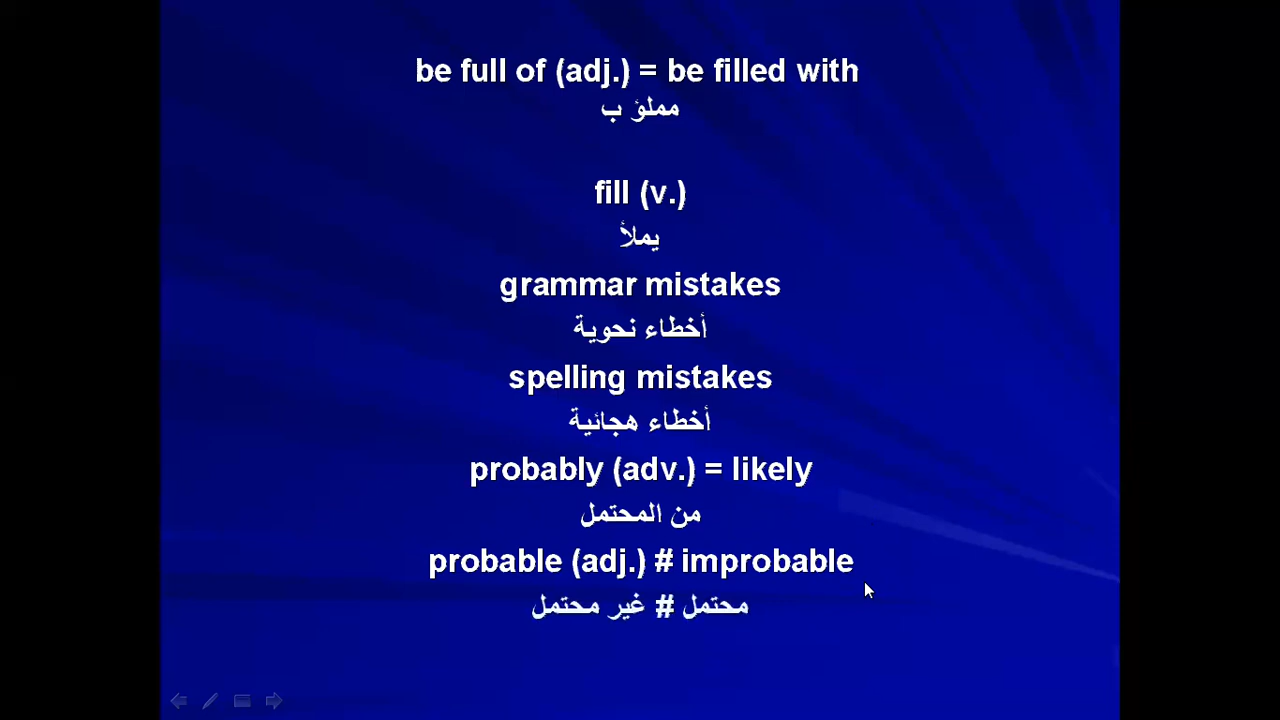 be full of (adj.) = be filled with
مملؤ ب
fill (v.)
يملأ
grammar mistakes
أخطاء نحوية
spelling mistakes
أخطاء هجائية
probably (adv.) = likely
من المحتمل
probable (adj.) # improbable
محتمل # غير محتمل